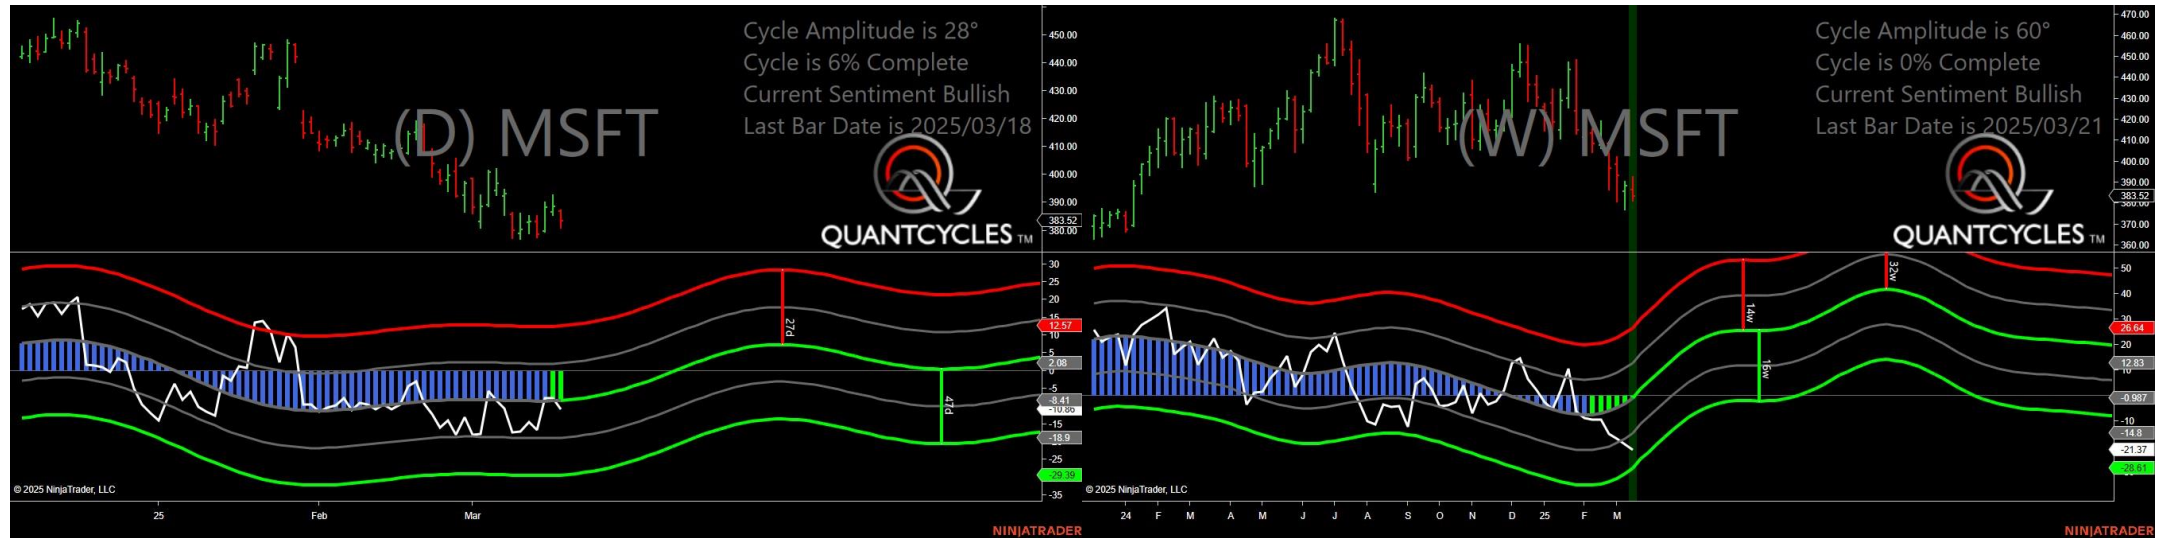 Cycle Amplitude is 28°
Cycle is 6% Complete
Current Sentiment Bullish
Last Bar Date is 2025/03/18
(D) MSFT
QUANTCYCLES TM
450.00
440.00
430.00
420.00
410.00
400.00
390.00
383.52
380.00
30
25
20
15
12.57
10
5
2.08
0
-5
-8.41
-10.86
-15
-18.9
-25
-29.39
-35
27d
47d
© 2025 NinjaTrader, LLC
25 Feb Mar
NINJATRADER
Cycle Amplitude is 60°
Cycle is 0% Complete
Current Sentiment Bullish
Last Bar Date is 2025/03/21
(W) MSFT
QUANTCYCLES TM
470.00
460.00
450.00
440.00
430.00
420.00
410.00
400.00
390.00
383.52
380.00
370.00
360.00
50
40
30
26.64
20
12.83
10
-0.987
-10
-14.8
-21.37
-28.61
14w
16w
32w
© 2025 NinjaTrader, LLC
24 F M A M J J A S O N D 25 F M
NINJATRADER